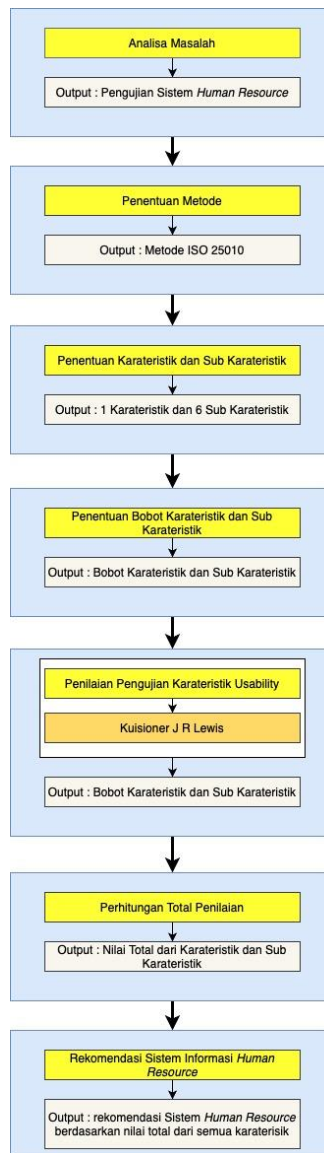 Analisa Masalah
Output : Pengujian Sistem Human Resource
Penentuan Metode
Output : Metode ISO 25010
Penentuan Karateristik dan Sub Karateristik
Output : 1 Karateristik dan 6 Sub Karateristik
Penentuan Bobot Karateristik dan Sub
Karateristik
Output : Bobot Karateristik dan Sub Karateristik
Penilaian Pengujian Karateristik Usability
Kuisioner J R Lewis
Output : Bobot Karateristik dan Sub Karateristik
Perhitungan Total Penilaian
Output : Nilai Total dari Karateristik dan Sub
Karateristik
Rekomendasi Sistem Informasi Human
Resource
Output : rekomendasi Sistem Human Resource
berdasarkan nilai total dari semua karaterisik